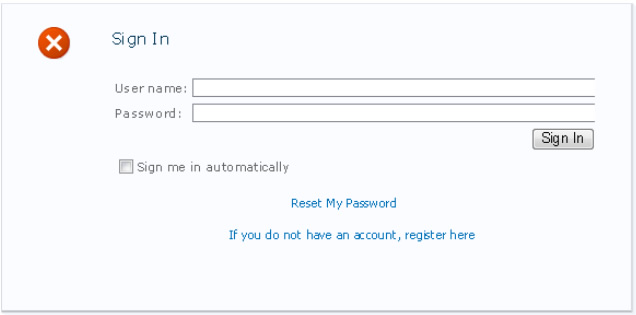 Sign In
User name:
Password:
Sign In
Sign me in automatically
Reset My Password
If you do not have an account, register here